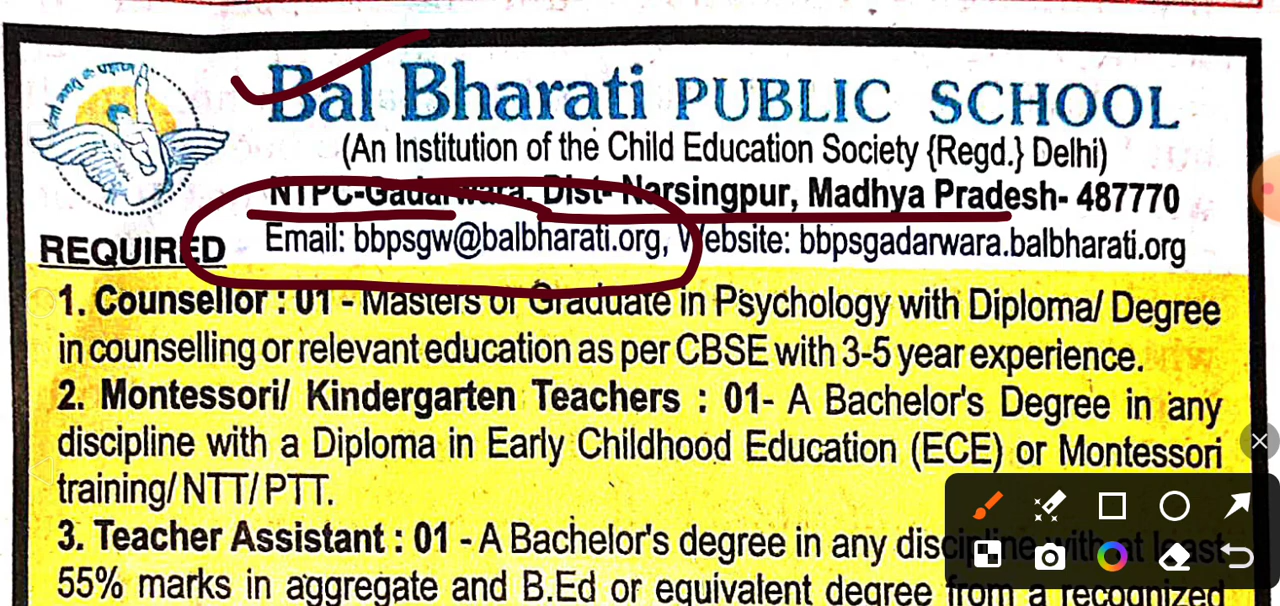 Bal Bharati PUBLIC SCHOOL
(An Institution of the Child Education Society {Regd.} Delhi)
NTPC-Gadarwara, Dist- Narsingpur, Madhya Pradesh- 487770
Email: bbpsgw@balbharati.org, Website: bbpsgadarwara.balbharati.org
REQUIRED
1. Counsellor : 01 - Masters or Graduate in Psychology with Diploma/ Degree
in counselling or relevant education as per CBSE with 3-5 year experience.
2. Montessori/ Kindergarten Teachers : 01- A Bachelor's Degree in any
discipline with a Diploma in Early Childhood Education (ECE) or Montessori
training/ NTT/ PTT.
3. Teacher Assistant : 01 - A Bachelor's degree in any discipline with at least
55% marks in aggregate and B.Ed or equivalent degree from a recognized